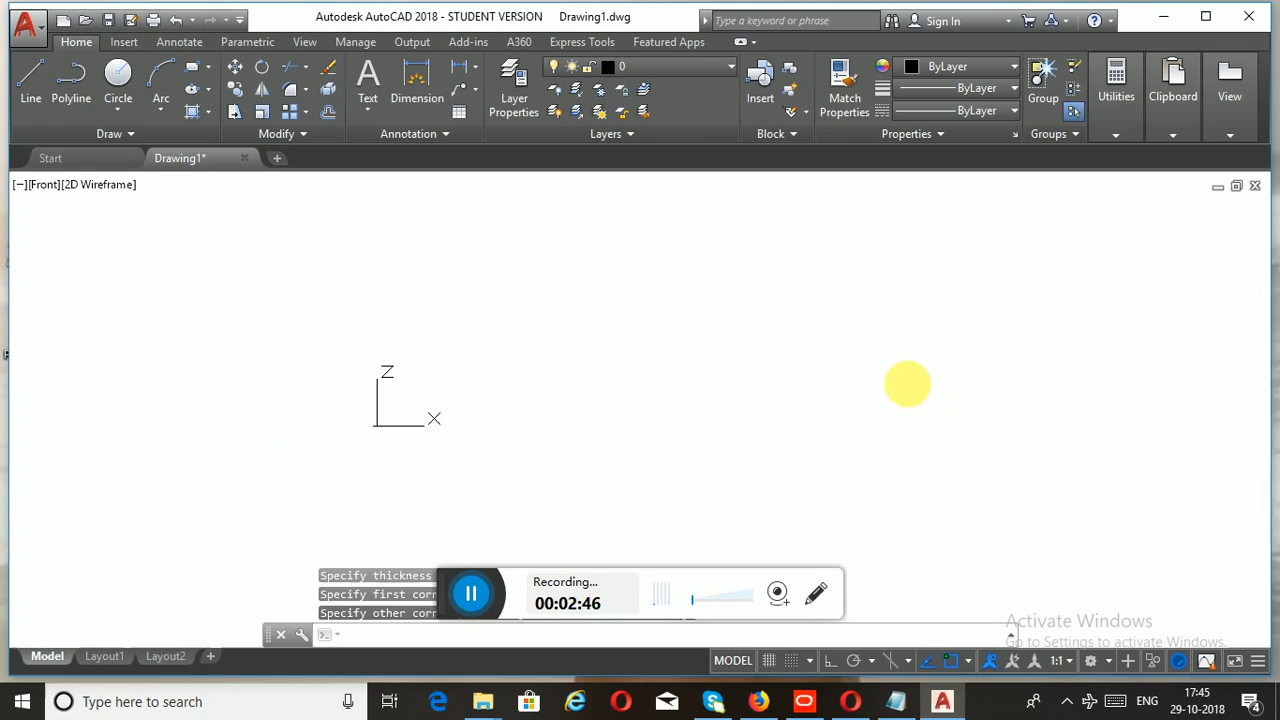 Autodesk AutoCAD 2018 - STUDENT VERSION Drawing1.dwg
Type a keyword or phrase
Sign In
Home Insert Annotate Parametric View Manage Output Add-ins A360 Express Tools Featured Apps
0
ByLayer
ByLayer
ByLayer
Line Polyline Circle Arc
Text Dimension
Layer Properties
Insert
Match Properties
Group
Utilities Clipboard View
Draw Modify Annotation Layers Block Properties Groups
Start Drawing1*
[−][Front][2D Wireframe]
Z
X
Specify thickness
Specify first corn
Specify other corn
Recording...
00:02:46
Activate Windows
Go to Settings to activate Windows.
Model Layout1 Layout2
MODEL 1:1
Type here to search
ENG
17:45
29-10-2018
4